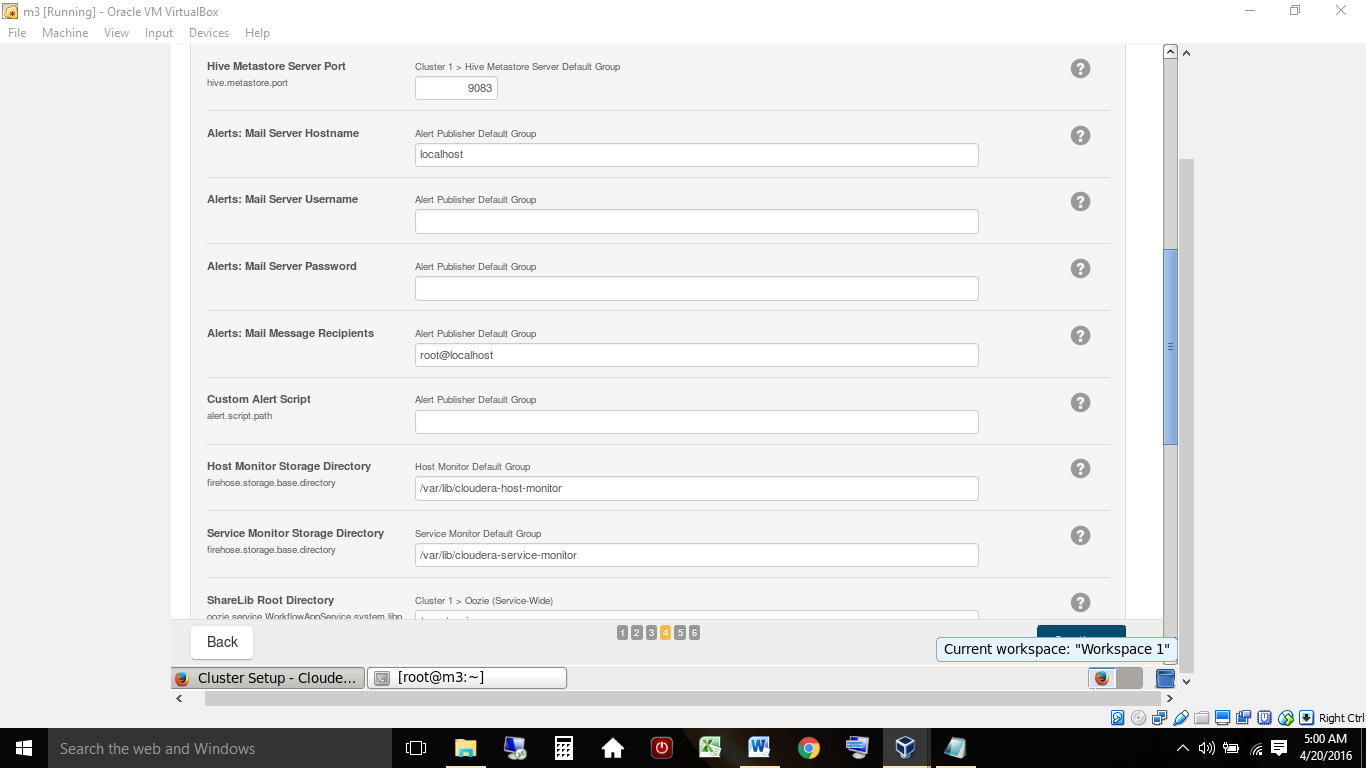 m3 [Running] - Oracle VM VirtualBox
File Machine View Input Devices Help
Hive Metastore Server Port
hive.metastore.port
Cluster 1 > Hive Metastore Server Default Group
9083
Alerts: Mail Server Hostname
Alert Publisher Default Group
localhost
Alerts: Mail Server Username
Alert Publisher Default Group
Alerts: Mail Server Password
Alert Publisher Default Group
Alerts: Mail Message Recipients
Alert Publisher Default Group
root@localhost
Custom Alert Script
alert.script.path
Alert Publisher Default Group
Host Monitor Storage Directory
firehose.storage.base.directory
Host Monitor Default Group
/var/lib/cloudera-host-monitor
Service Monitor Storage Directory
firehose.storage.base.directory
Service Monitor Default Group
/var/lib/cloudera-service-monitor
ShareLib Root Directory
oozie.service.WorkflowAppService.system.libp
Cluster 1 > Oozie (Service-Wide)
Back
1 2 3 4 5 6
Current workspace: "Workspace 1"
Cluster Setup - Cloude...
[root@m3:~]
Right Ctrl
Search the web and Windows
5:00 AM
4/20/2016